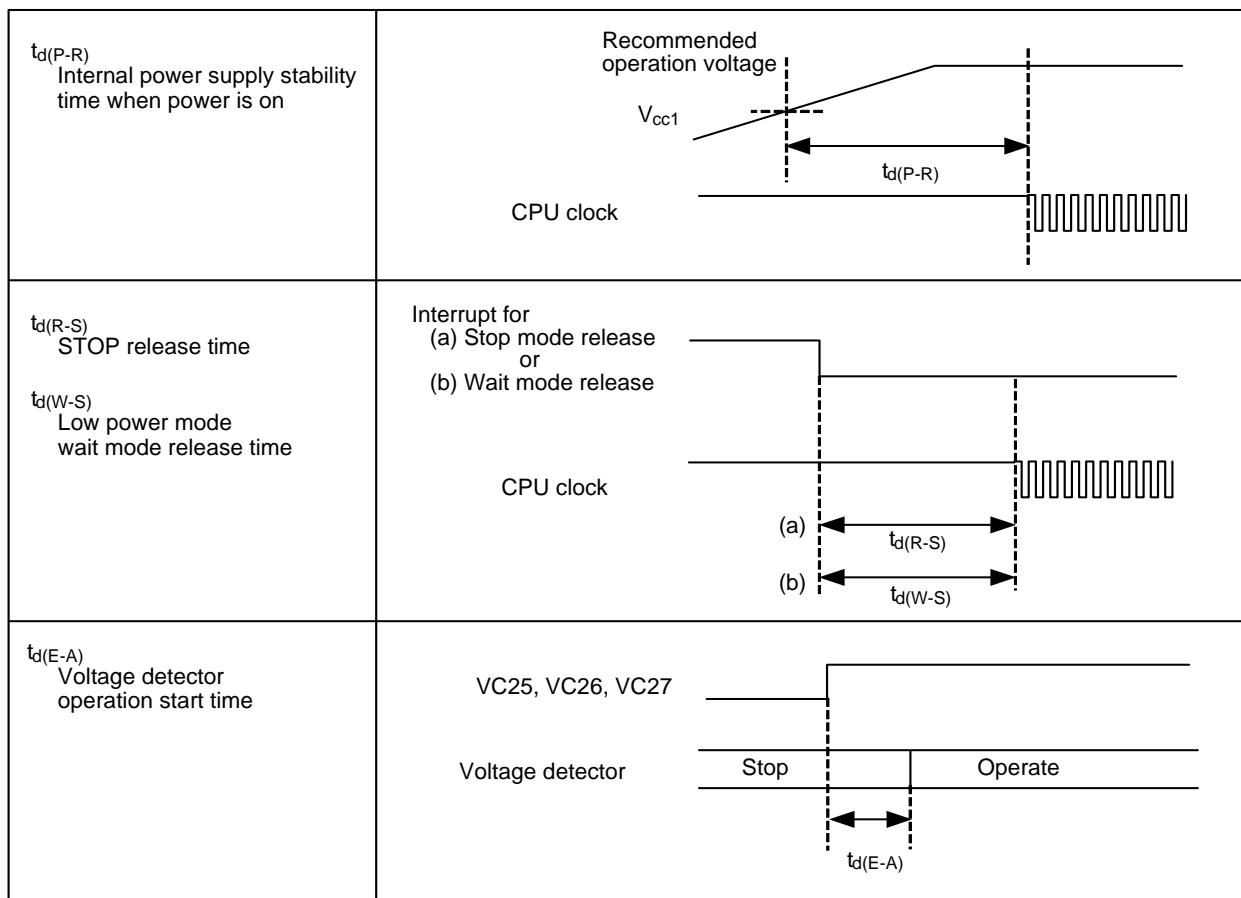 td(P-R)
Internal power supply stability
time when power is on
Recommended
operation voltage
Vcc1
td(P-R)
CPU clock
td(R-S)
STOP release time
td(W-S)
Low power mode
wait mode release time
Interrupt for
(a) Stop mode release
or
(b) Wait mode release
CPU clock
(a)
td(R-S)
(b)
td(W-S)
td(E-A)
Voltage detector
operation start time
VC25, VC26, VC27
Voltage detector
Stop
Operate
td(E-A)